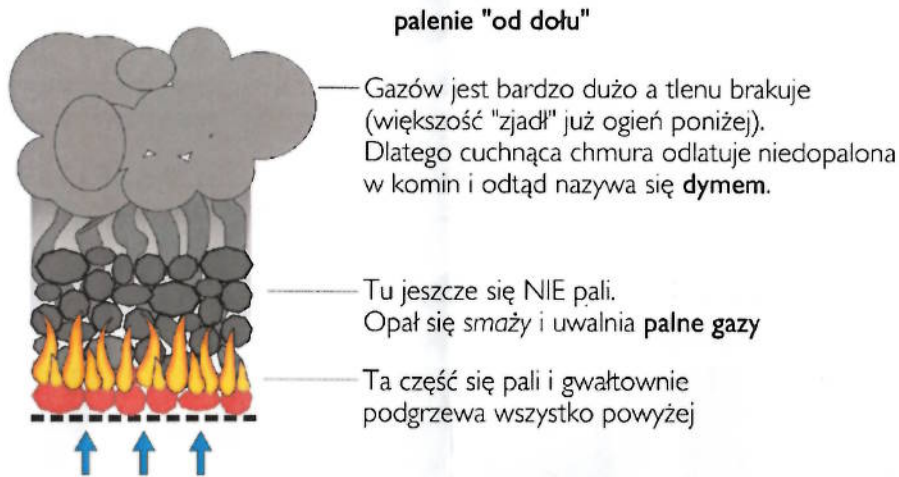 palenie "od dołu"
Gazów jest bardzo dużo a tlenu brakuje
(większość "zjadł" już ogień poniżej).
Dlatego cuchnąca chmura odlatuje niedopalona
w komin i odtąd nazywa się dymem.
Tu jeszcze się NIE pali.
Opał się smaży i uwalnia palne gazy
Ta część się pali i gwałtownie
podgrzewa wszystko powyżej